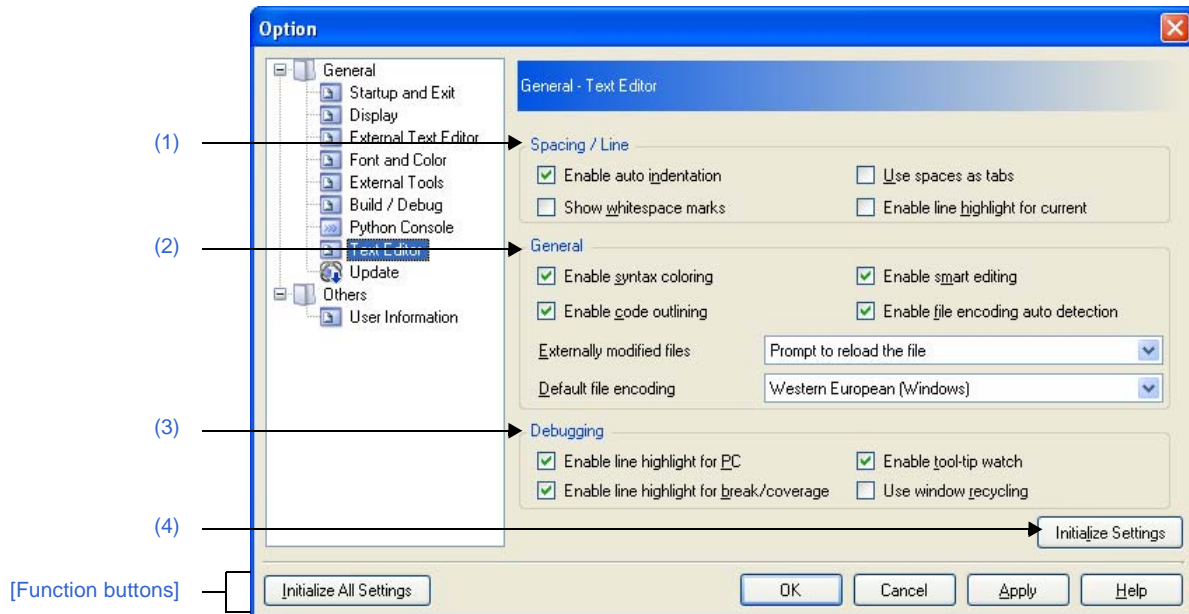 Option
General
Startup and Exit
Display
External Text Editor
Font and Color
External Tools
Build / Debug
Python Console
Text Editor
Update
Others
User Information
General - Text Editor
(1)
Spacing / Line
Enable auto indentation
Use spaces as tabs
Show whitespace marks
Enable line highlight for current
(2)
General
Enable syntax coloring
Enable smart editing
Enable code outlining
Enable file encoding auto detection
Externally modified files
Prompt to reload the file
Default file encoding
Western European (Windows)
(3)
Debugging
Enable line highlight for PC
Enable tool-tip watch
Enable line highlight for break/coverage
Use window recycling
(4)
Initialize Settings
[Function buttons]
Initialize All Settings
OK
Cancel
Apply
Help